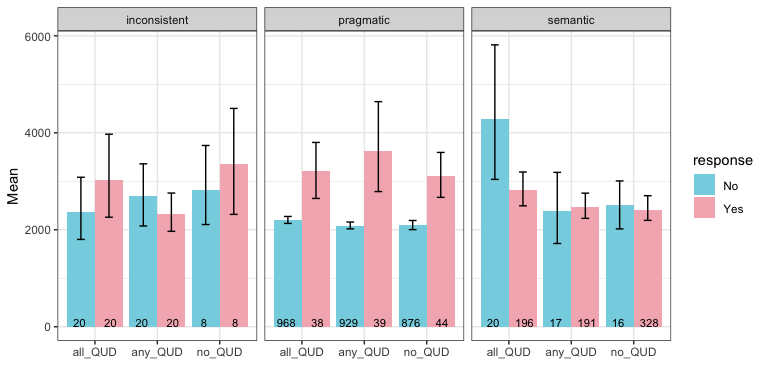 inconsistent pragmatic semantic
6000
4000
2000
0
Mean
20 20 20 20 8 8 968 38 929 39 876 44 20 196 17 191 16 328
all_QUD any_QUD no_QUD all_QUD any_QUD no_QUD all_QUD any_QUD no_QUD
response
No
Yes